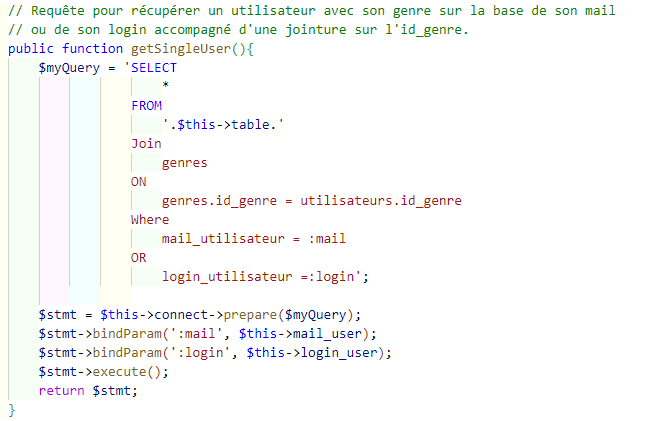 // Requête pour récupérer un utilisateur avec son genre sur la base de son mail
// ou de son login accompagné d'une jointure sur l'id_genre.
public function getSingleUser(){
    $myQuery = 'SELECT
                    *
                FROM
                    '.$this->table.'
                Join
                    genres
                ON
                    genres.id_genre = utilisateurs.id_genre
                Where
                    mail_utilisateur = :mail
                OR
                    login_utilisateur =:login';

    $stmt = $this->connect->prepare($myQuery);
    $stmt->bindParam(':mail', $this->mail_user);
    $stmt->bindParam(':login', $this->login_user);
    $stmt->execute();
    return $stmt;
}